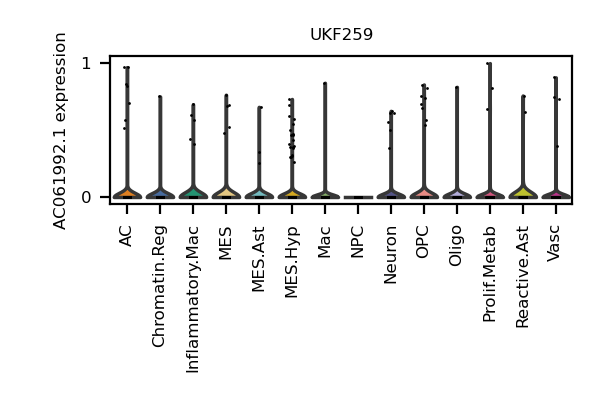 UKF259
AC061992.1 expression
1
0
AC
Chromatin.Reg
Inflammatory.Mac
MES
MES.Ast
MES.Hyp
Mac
NPC
Neuron
OPC
Oligo
Prolif.Metab
Reactive.Ast
Vasc